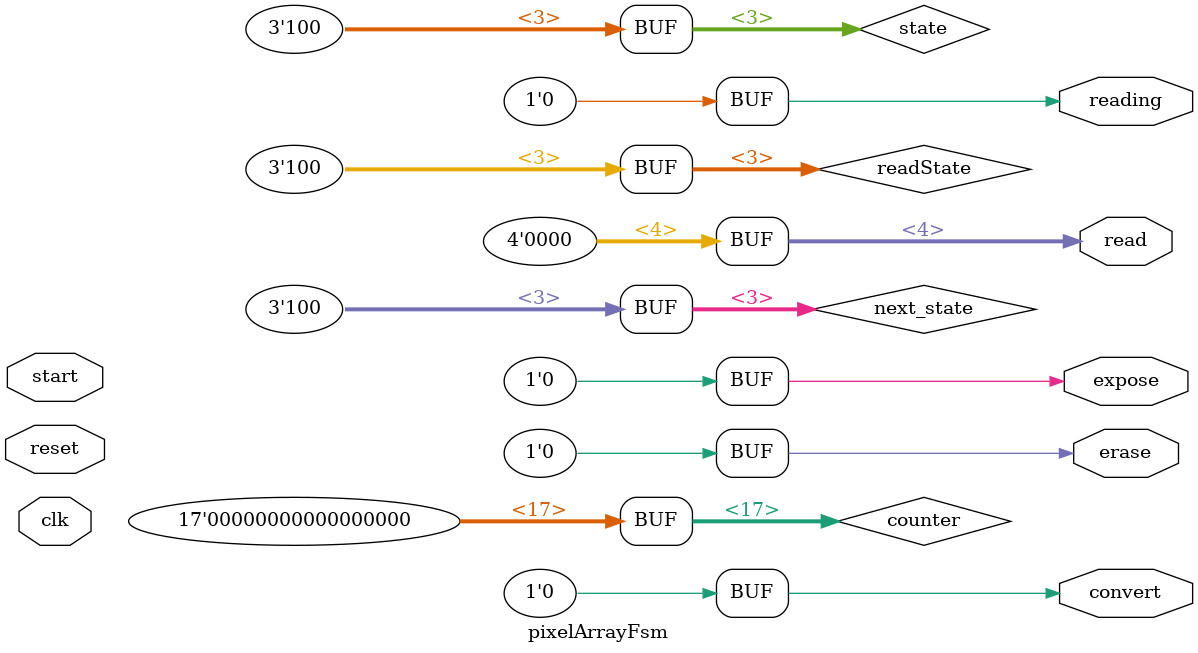 3'100 <3> BUF <3> state
1'0 BUF reading
3'100 <3> BUF <3> readState
4'0000 <4> BUF <4> read
3'100 <3> BUF <3> next_state
start 1'0 BUF expose
reset 1'0 BUF erase
clk 17'00000000000000000 <17> BUF <17> counter
1'0 BUF convert
pixelArrayFsm